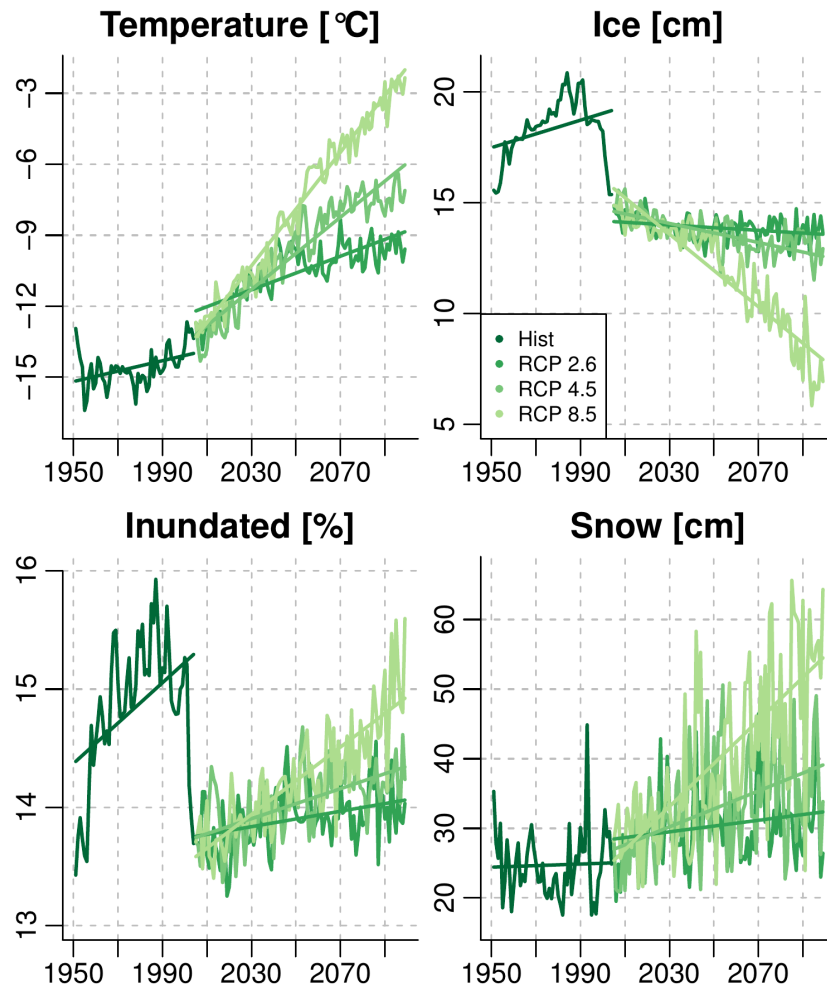 Temperature [°C]
−3
−6
−9
−12
−15
1950 1990 2030 2070
Ice [cm]
20
15
10
5
Hist
RCP 2.6
RCP 4.5
RCP 8.5
1950 1990 2030 2070
Inundated [%]
16
15
14
13
1950 1990 2030 2070
Snow [cm]
60
50
40
30
20
1950 1990 2030 2070